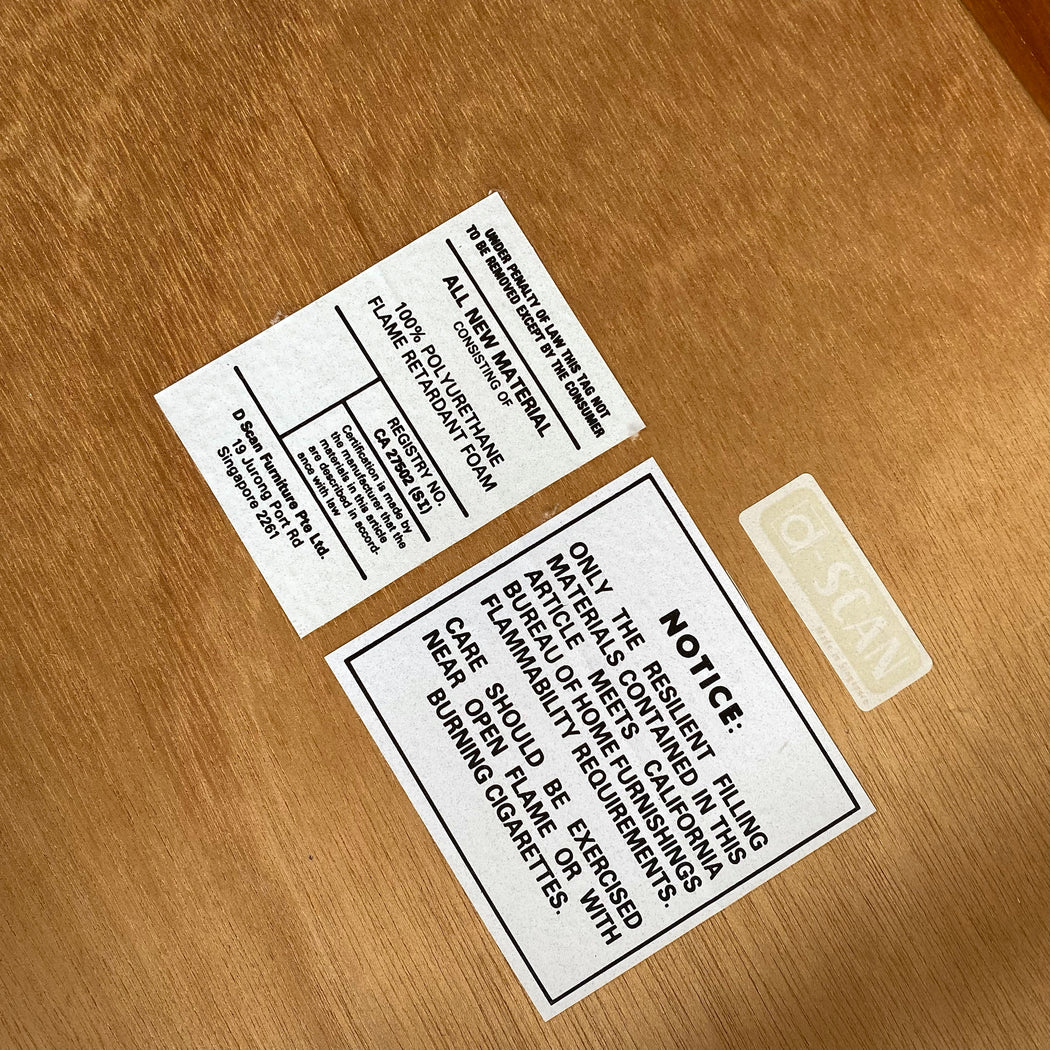 UNDER PENALTY OF LAW THIS TAG NOT
TO BE REMOVED EXCEPT BY THE CONSUMER
ALL NEW MATERIAL
CONSISTING OF
100% POLYURETHANE
FLAME RETARDANT FOAM
REGISTRY NO.
CA 27502 (SI)
Certification is made by
the manufacturer that the
materials in this article
are described in accord-
ance with law
D Scan Furniture Pte Ltd.
19 Jurong Port Rd
Singapore 2261
NOTICE:
ONLY THE RESILIENT FILLING
MATERIALS CONTAINED IN THIS
ARTICLE MEETS CALIFORNIA
BUREAU OF HOME FURNISHINGS
FLAMMABILITY REQUIREMENTS.
CARE SHOULD BE EXERCISED
NEAR OPEN FLAME OR WITH
BURNING CIGARETTES.
d-SCAN